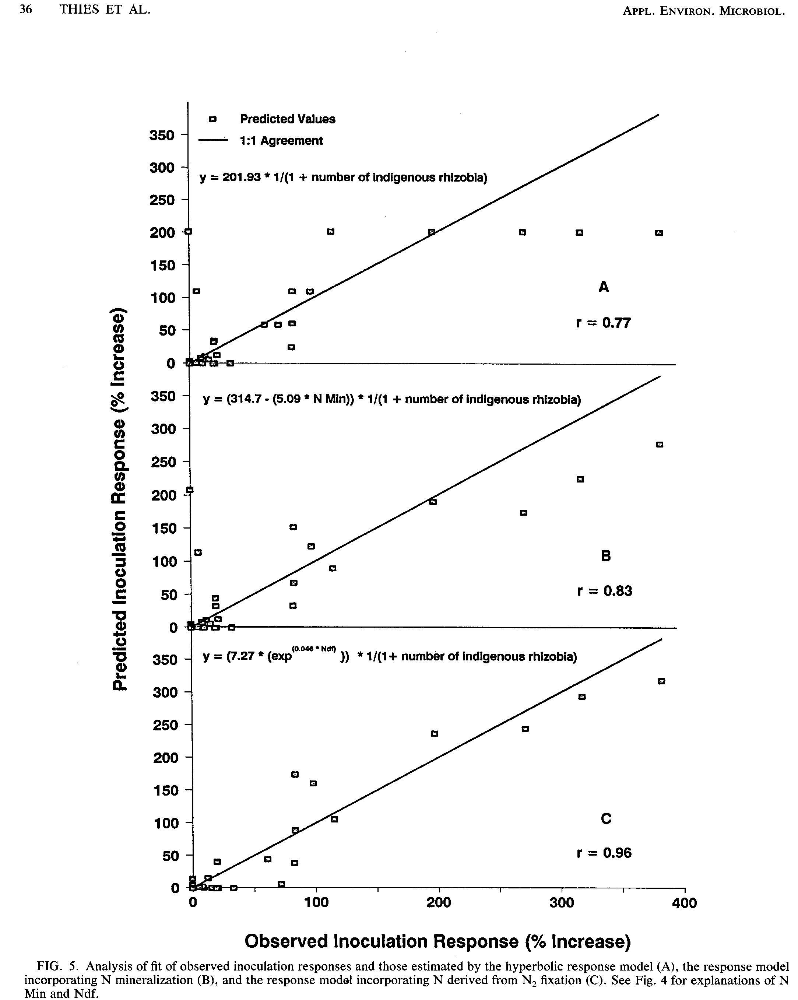 36 THIES ET AL.
APPL. ENVIRON. MICROBIOL.
Predicted Values
1:1 Agreement
y = 201.93 * 1/(1 + number of indigenous rhizobia)
350
300
250
200
150
100
50
0
A
r = 0.77
y = (314.7 - (5.09 * N Min)) * 1/(1 + number of indigenous rhizobia)
350
300
250
200
150
100
50
0
B
r = 0.83
y = (7.27 * (exp(0.046 * Ndf) )) * 1/(1+ number of indigenous rhizobia)
350
300
250
200
150
100
50
0
C
r = 0.96
0 100 200 300 400
Predicted Inoculation Response (% Increase)
Observed Inoculation Response (% Increase)
FIG. 5. Analysis of fit of observed inoculation responses and those estimated by the hyperbolic response model (A), the response model
incorporating N mineralization (B), and the response model incorporating N derived from N₂ fixation (C). See Fig. 4 for explanations of N
Min and Ndf.